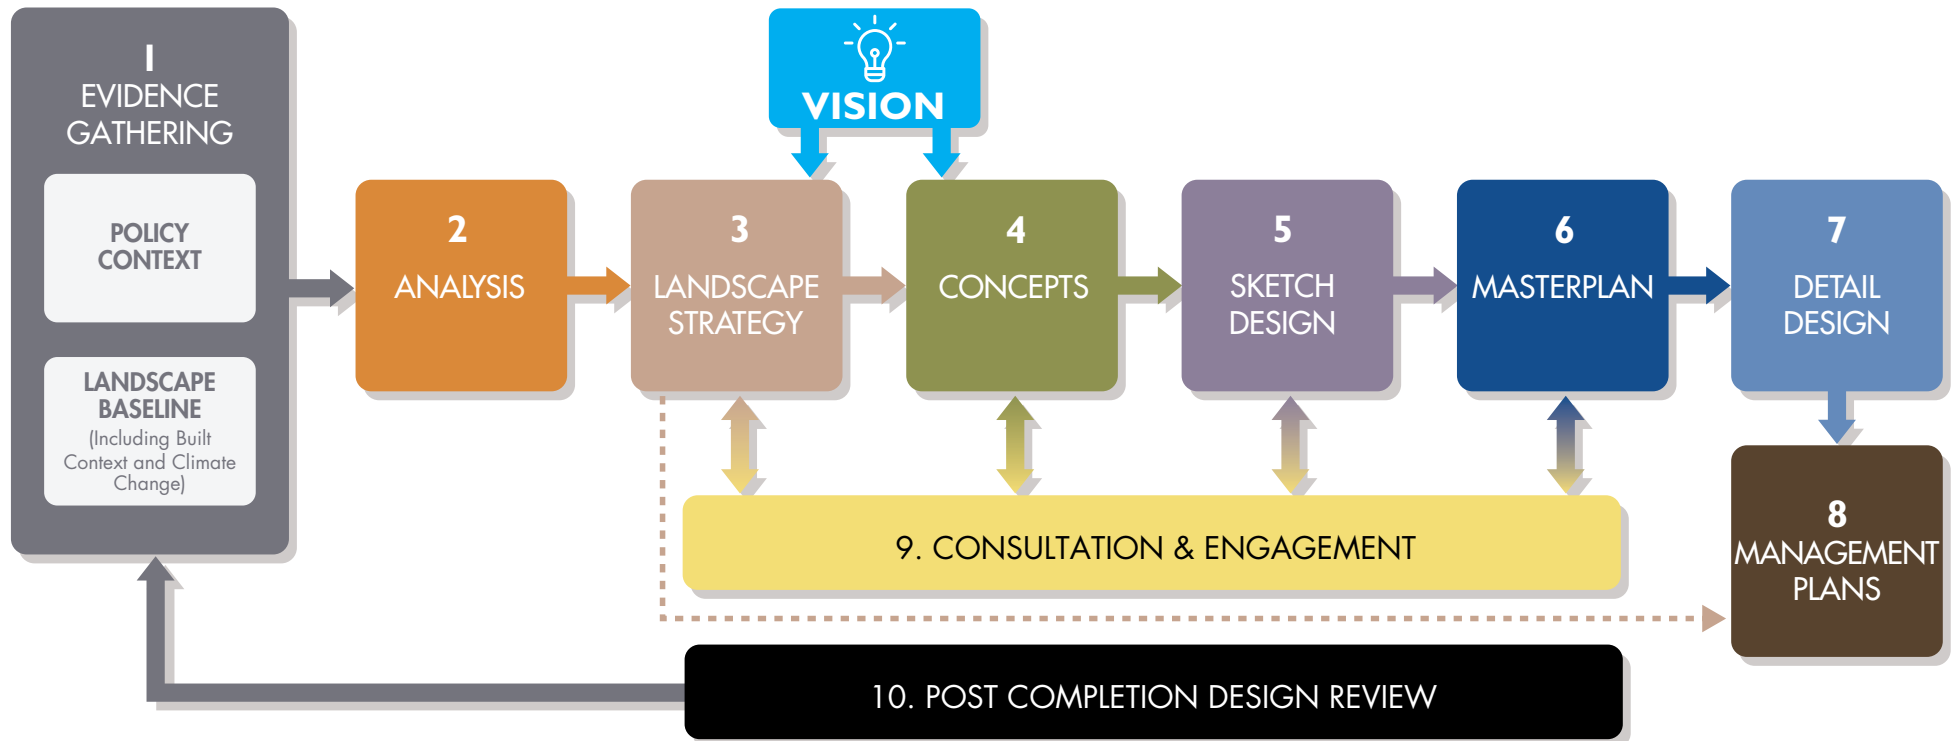 1
EVIDENCE
GATHERING
POLICY
CONTEXT
LANDSCAPE
BASELINE
(Including Built
Context and Climate
Change)
2
ANALYSIS
VISION
3
LANDSCAPE
STRATEGY
4
CONCEPTS
5
SKETCH
DESIGN
6
MASTERPLAN
7
DETAIL
DESIGN
8
MANAGEMENT
PLANS
9. CONSULTATION & ENGAGEMENT
10. POST COMPLETION DESIGN REVIEW